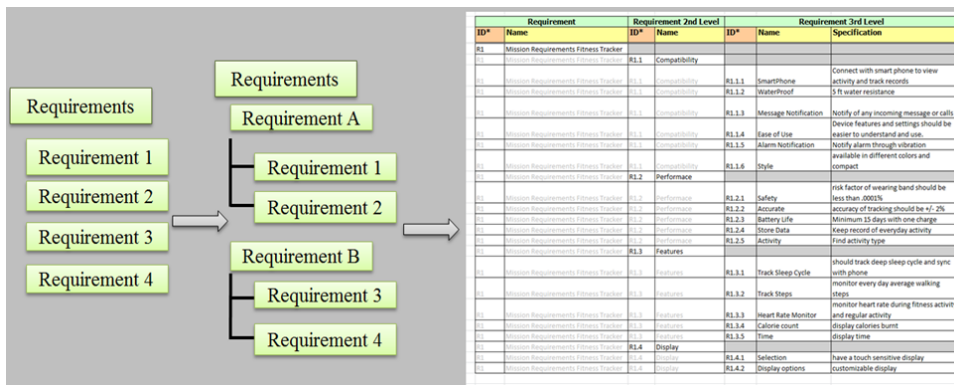 Requirements
Requirement 1
Requirement 2
Requirement 3
Requirement 4
Requirements
Requirement A
Requirement 1
Requirement 2
Requirement B
Requirement 3
Requirement 4
Requirement Requirement 2nd Level Requirement 3rd Level
ID* Name ID* Name ID* Name Specification
R1 Mission Requirements Fitness Tracker
R1 Mission Requirements Fitness Tracker R1.1 Compatibility
Connect with smart phone to view
R1 Mission Requirements Fitness Tracker R1.1 Compatibility R1.1.1 SmartPhone activity and track records
R1 Mission Requirements Fitness Tracker R1.1 Compatibility R1.1.2 WaterProof 5 ft water resistance
R1 Mission Requirements Fitness Tracker R1.1 Compatibility R1.1.3 Message Notification Notify of any incoming message or calls
Device features and settings should be
R1 Mission Requirements Fitness Tracker R1.1 Compatibility R1.1.4 Ease of Use easier to understand and use.
R1 Mission Requirements Fitness Tracker R1.1 Compatibility R1.1.5 Alarm Notification Notify alarm through vibration
available in different colors and
R1 Mission Requirements Fitness Tracker R1.1 Compatibility R1.1.6 Style compact
R1 Mission Requirements Fitness Tracker R1.2 Performace
risk factor of wearing band should be
R1 Mission Requirements Fitness Tracker R1.2 Performace R1.2.1 Safety less than .0001%
R1 Mission Requirements Fitness Tracker R1.2 Performace R1.2.2 Accurate accuracy of tracking should be +/- 2%
R1 Mission Requirements Fitness Tracker R1.2 Performace R1.2.3 Battery Life Minimum 15 days with one charge
R1 Mission Requirements Fitness Tracker R1.2 Performace R1.2.4 Store Data Keep record of everyday activity
R1 Mission Requirements Fitness Tracker R1.2 Performace R1.2.5 Activity Find activity type
R1 Mission Requirements Fitness Tracker R1.3 Features
should track deep sleep cycle and sync
R1 Mission Requirements Fitness Tracker R1.3 Features R1.3.1 Track Sleep Cycle with phone
monitor every day average walking
R1 Mission Requirements Fitness Tracker R1.3 Features R1.3.2 Track Steps steps
monitor heart rate during fitness activity
R1 Mission Requirements Fitness Tracker R1.3 Features R1.3.3 Heart Rate Monitor and regular activity
R1 Mission Requirements Fitness Tracker R1.3 Features R1.3.4 Calorie count display calories burnt
R1 Mission Requirements Fitness Tracker R1.3 Features R1.3.5 Time display time
R1 Mission Requirements Fitness Tracker R1.4 Display
R1 Mission Requirements Fitness Tracker R1.4 Display R1.4.1 Selection have a touch sensitive display
R1 Mission Requirements Fitness Tracker R1.4 Display R1.4.2 Display options customizable display